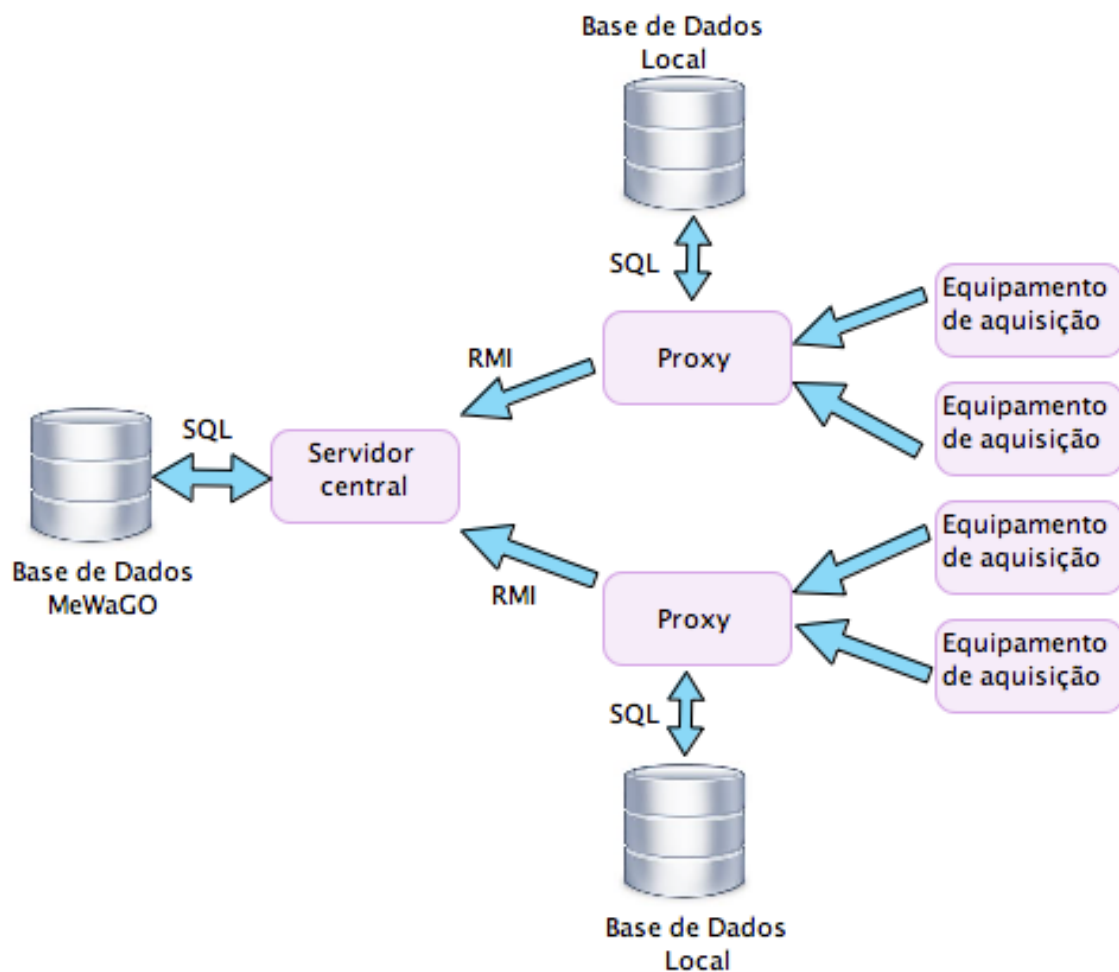 Base de Dados
Local
SQL
Equipamento
de aquisição
RMI
Proxy
Equipamento
de aquisição
SQL
Servidor
central
Base de Dados
MeWaGO
RMI
Proxy
Equipamento
de aquisição
Equipamento
de aquisição
SQL
Base de Dados
Local